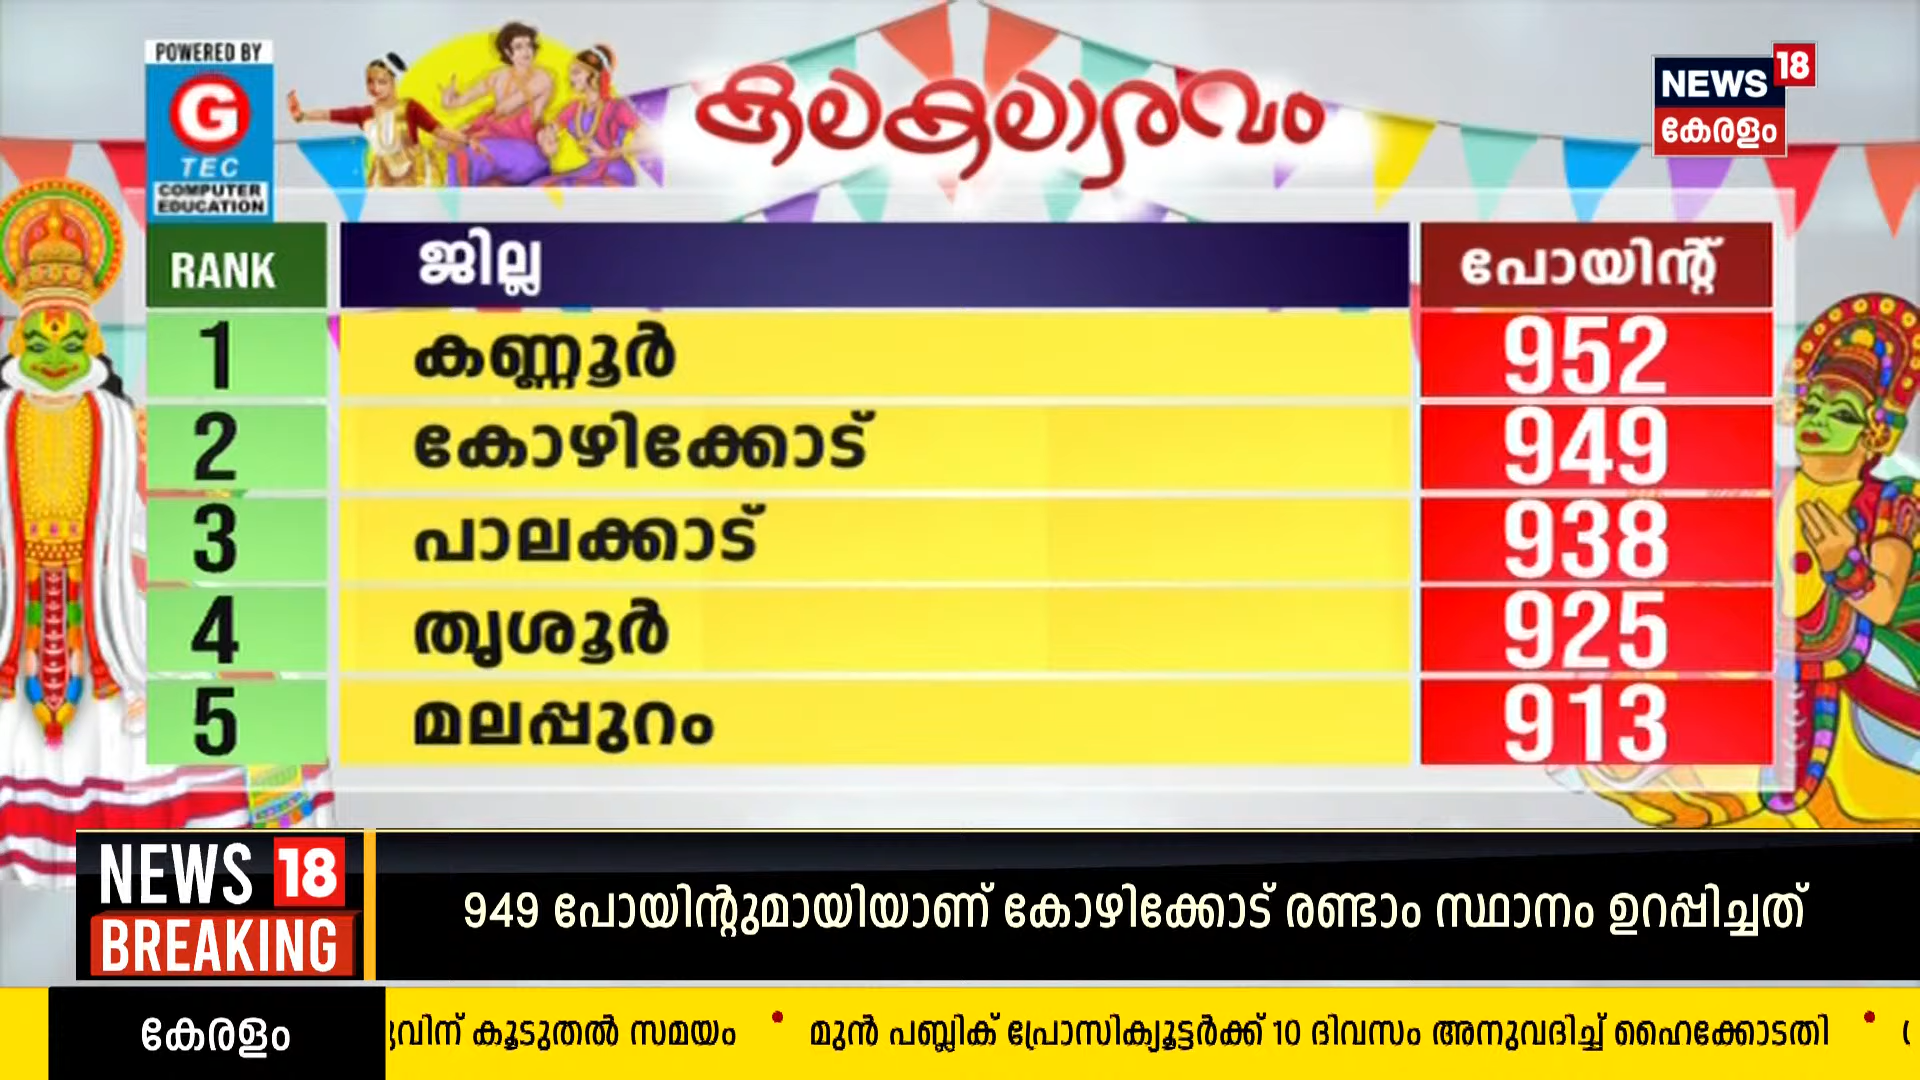 POWERED BY
G
TEC
COMPUTER
EDUCATION
കലകലാരവം
NEWS 18
കേരളം
RANK ജില്ല പോയിന്റ്
1 കണ്ണൂർ 952
2 കോഴിക്കോട് 949
3 പാലക്കാട് 938
4 തൃശൂർ 925
5 മലപ്പുറം 913
NEWS 18
BREAKING
949 പോയിന്റുമായിയാണ് കോഴിക്കോട് രണ്ടാം സ്ഥാനം ഉറപ്പിച്ചത്
കേരളം
കൂടുതൽ സമയം • മുൻ പബ്ലിക് പ്രോസിക്യൂട്ടർക്ക് 10 ദിവസം അനുവദിച്ച് ഹൈക്കോടതി •